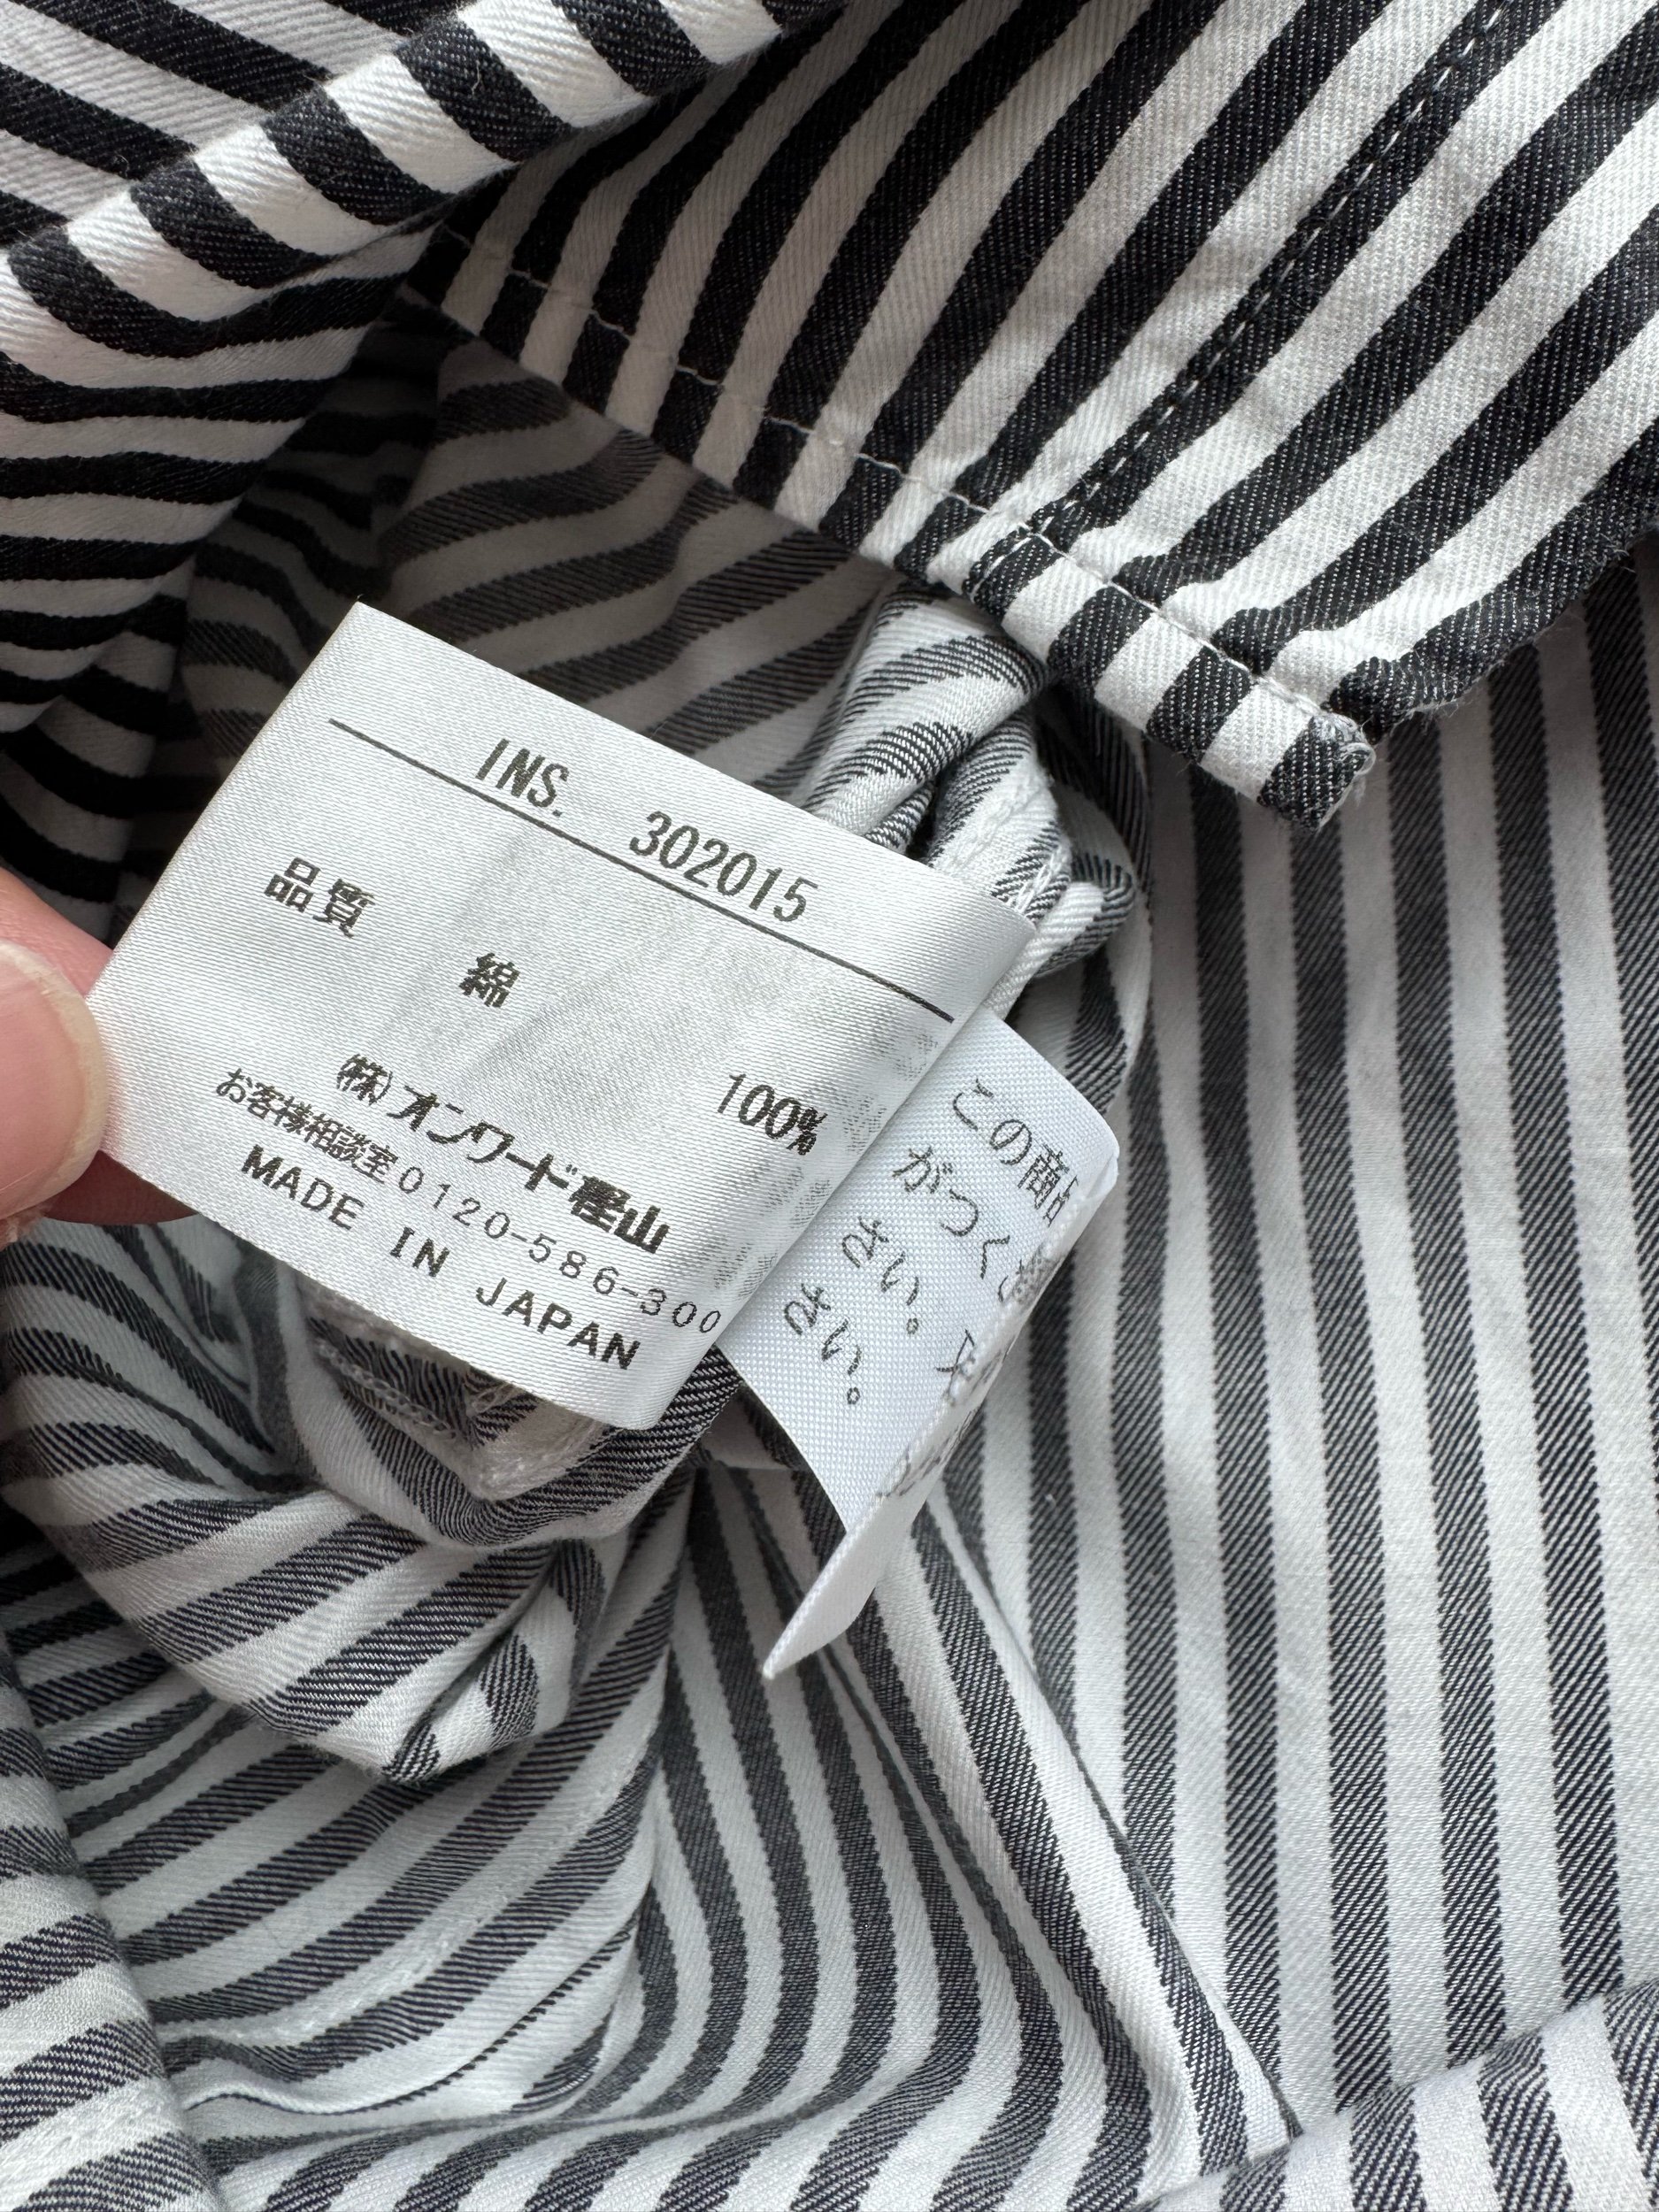 INS. 302015
品質
綿
100%
㈱オンワード樫山
お客様相談室0120-586-300
MADE IN JAPAN
この商品
がつく
さい。
さい。